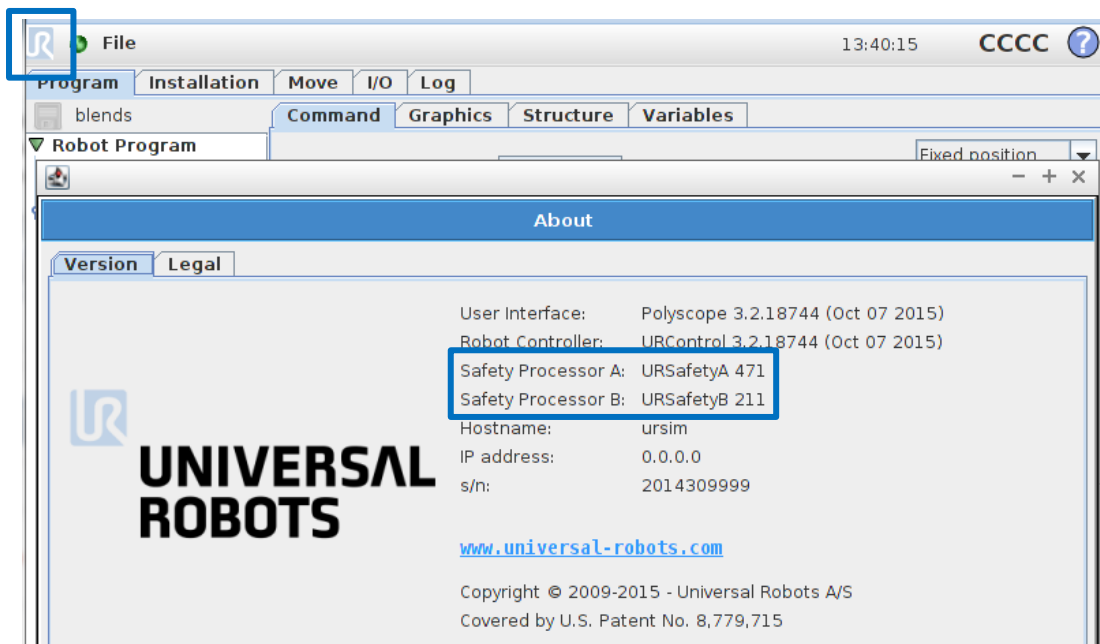 UR File 13:40:15 CCCC ?
Program Installation Move I/O Log
blends Command Graphics Structure Variables
Robot Program
Fixed position
About
Version Legal
User Interface: Polyscope 3.2.18744 (Oct 07 2015)
Robot Controller: URControl 3.2.18744 (Oct 07 2015)
Safety Processor A: URSafetyA 471
Safety Processor B: URSafetyB 211
Hostname: ursim
IP address: 0.0.0.0
s/n: 2014309999
UR
UNIVERSAL
ROBOTS
www.universal-robots.com
Copyright © 2009-2015 - Universal Robots A/S
Covered by U.S. Patent No. 8,779,715